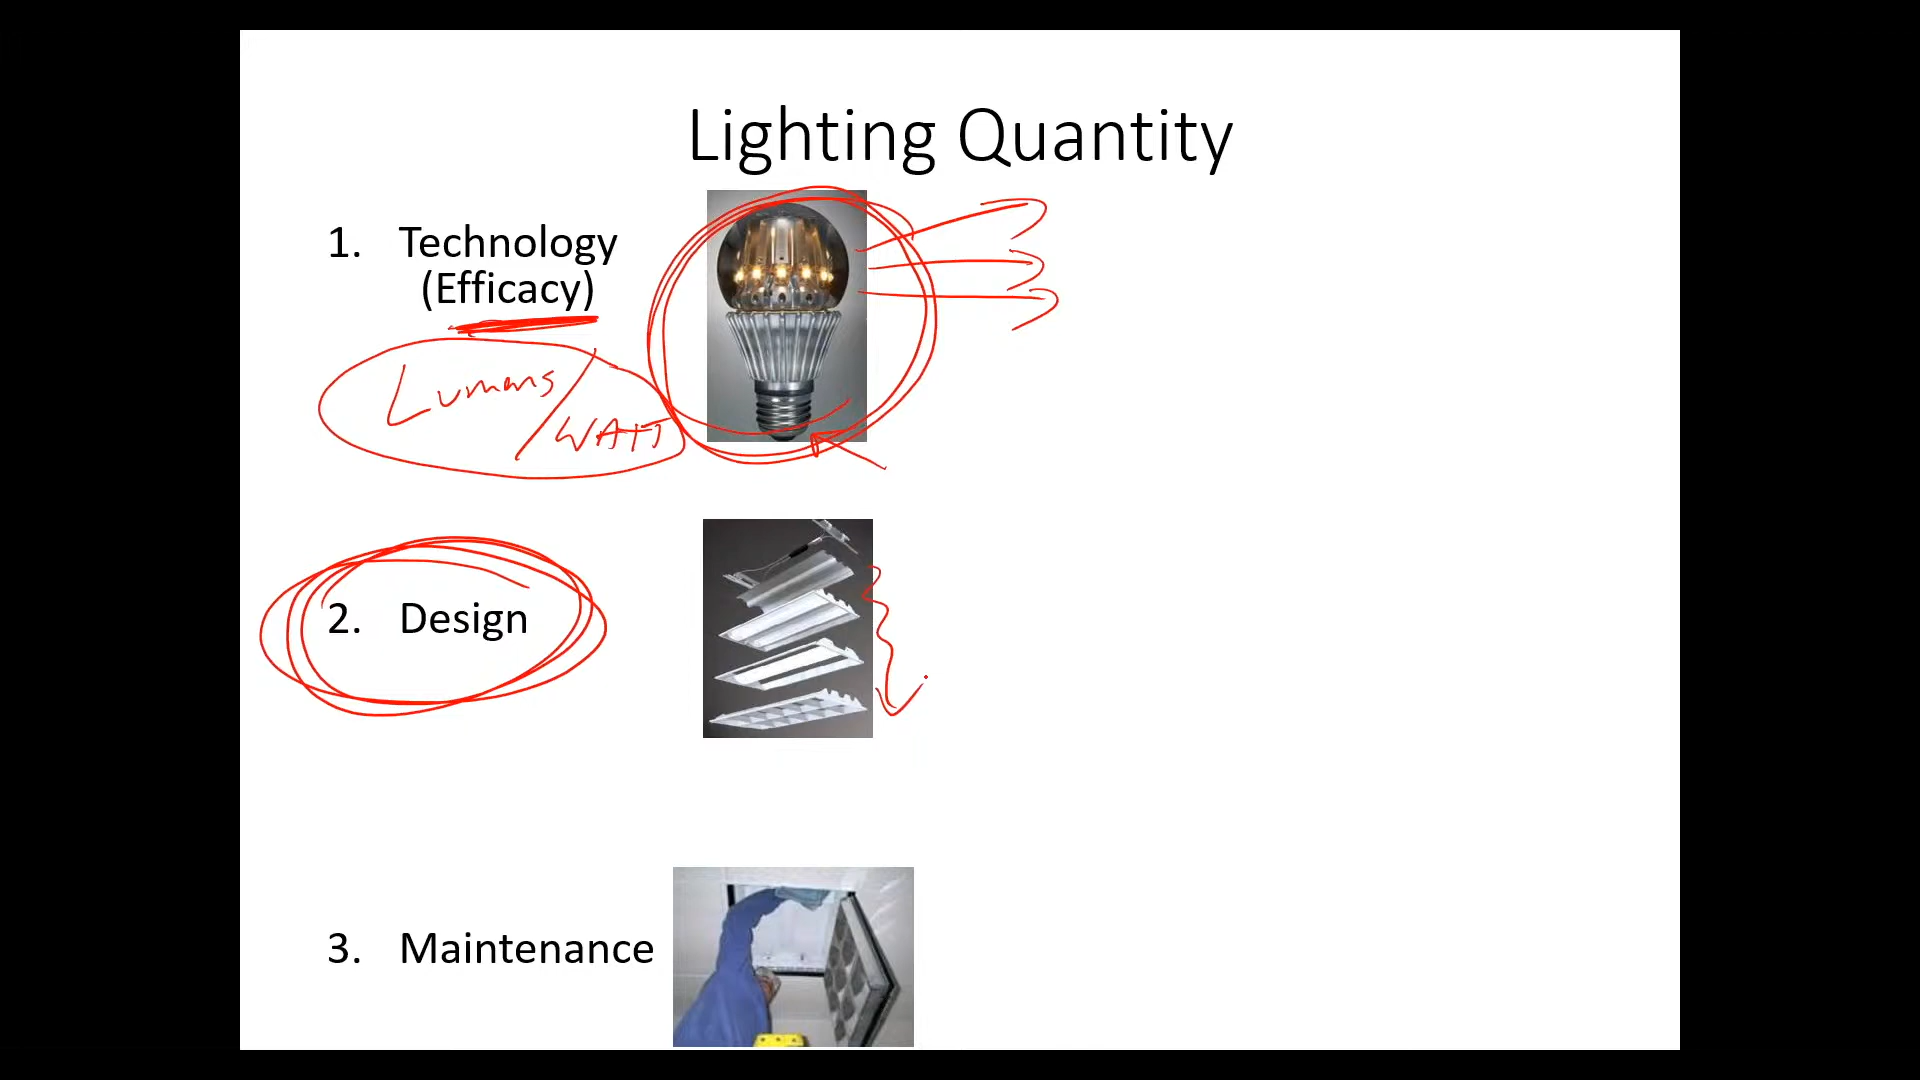 Lighting Quantity
1. Technology
(Efficacy)
Lumens/
WATT
2. Design
3. Maintenance